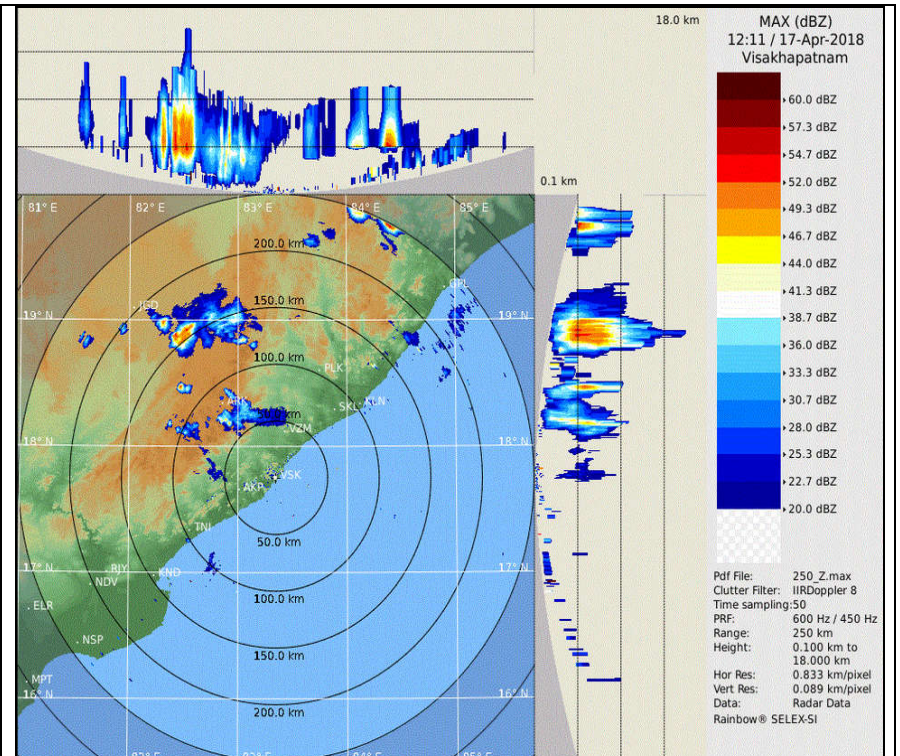 18.0 km
MAX (dBZ)
12:11 / 17-Apr-2018
Visakhapatnam
60.0 dBZ
57.3 dBZ
54.7 dBZ
52.0 dBZ
49.3 dBZ
46.7 dBZ
44.0 dBZ
41.3 dBZ
38.7 dBZ
36.0 dBZ
33.3 dBZ
30.7 dBZ
28.0 dBZ
25.3 dBZ
22.7 dBZ
20.0 dBZ
0.1 km
81° E
82° E
83° E
84° E
85° E
200.0 km
150.0 km
100.0 km
JGD
GPL
19° N
19° N
PLK
SKL
KLN
VZM
18° N
18° N
VSK
AKP
TNI
50.0 km
17° N
17° N
RJY
KND
NDV
100.0 km
ELR
NSP
150.0 km
MPT
16° N
16° N
200.0 km
82° E
83° E
84° E
85° E
Pdf File: 250_Z.max
Clutter Filter: IIRDoppler 8
Time sampling:50
PRF: 600 Hz / 450 Hz
Range: 250 km
Height: 0.100 km to
18.000 km
Hor Res: 0.833 km/pixel
Vert Res: 0.089 km/pixel
Data: Radar Data
Rainbow® SELEX-SI